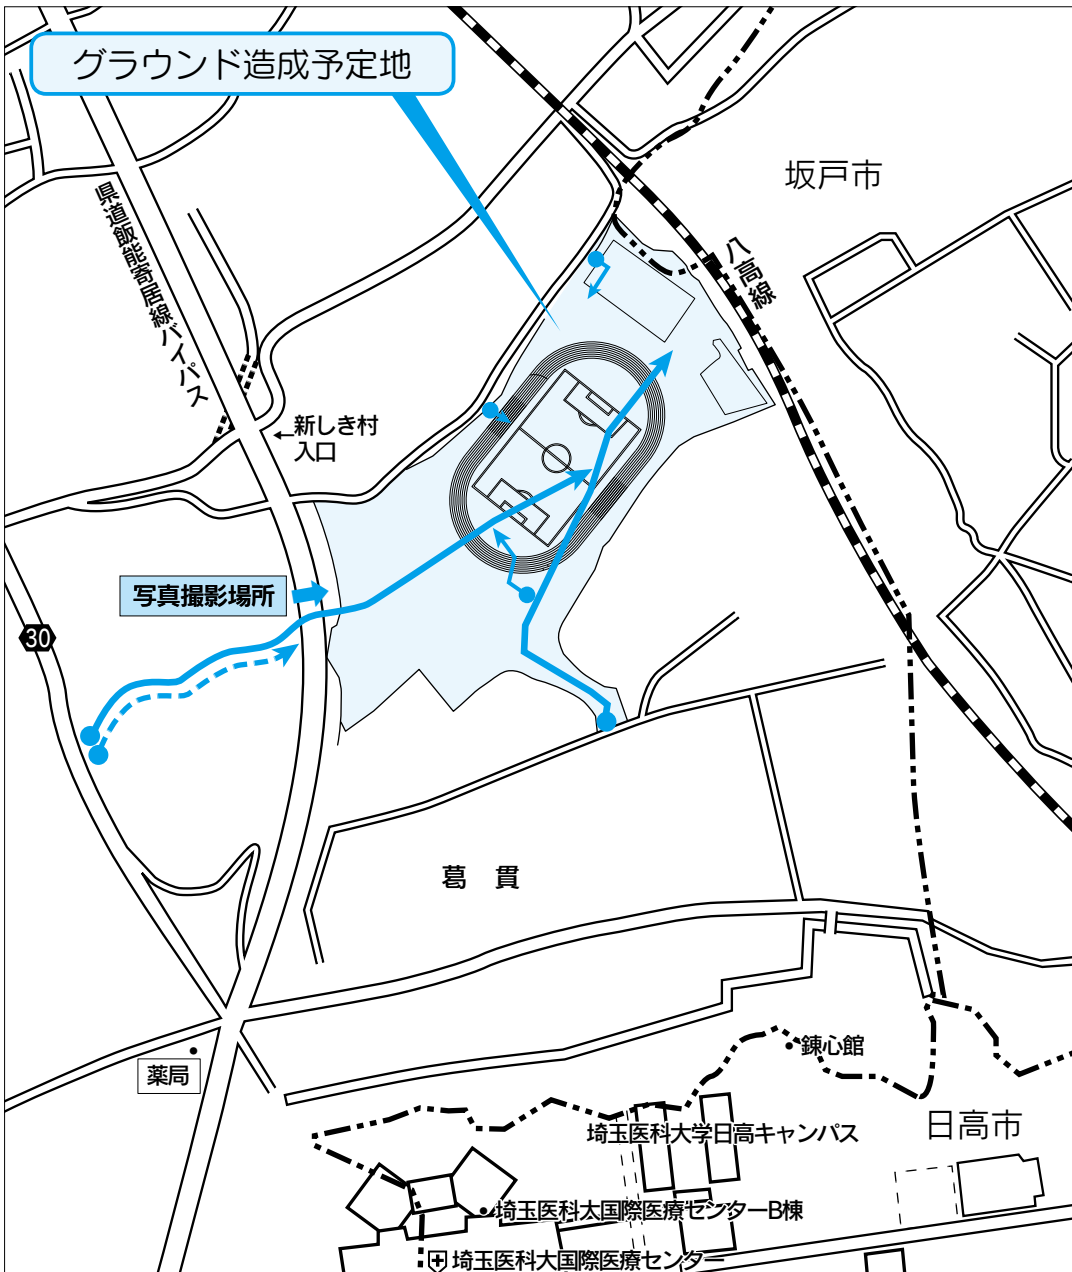 グラウンド造成予定地
坂戸市
県道飯能寄居線バイパス
八高線
←新しき村
入口
写真撮影場所
30
葛 貫
錬心館
薬局
日高市
埼玉医科大学日高キャンパス
埼玉医科大国際医療センターB棟
埼玉医科大国際医療センター